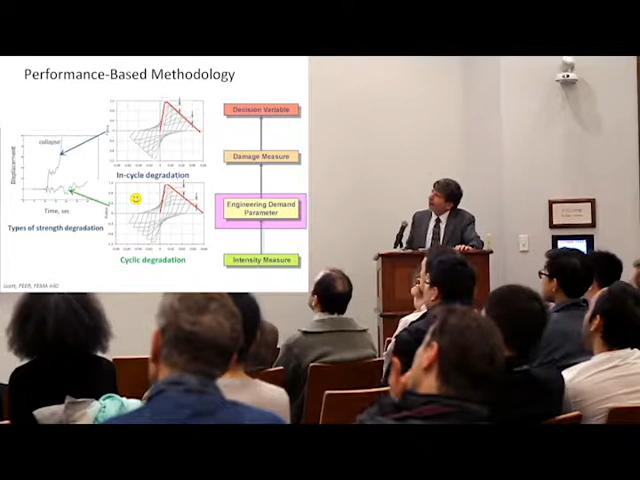 Performance-Based Methodology
Decision Variable
collapse
Displacement
Damage Measure
In-cycle degradation
Engineering Demand
Parameter
Time, sec
Types of strength degradation
Cyclic degradation
Intensity Measure